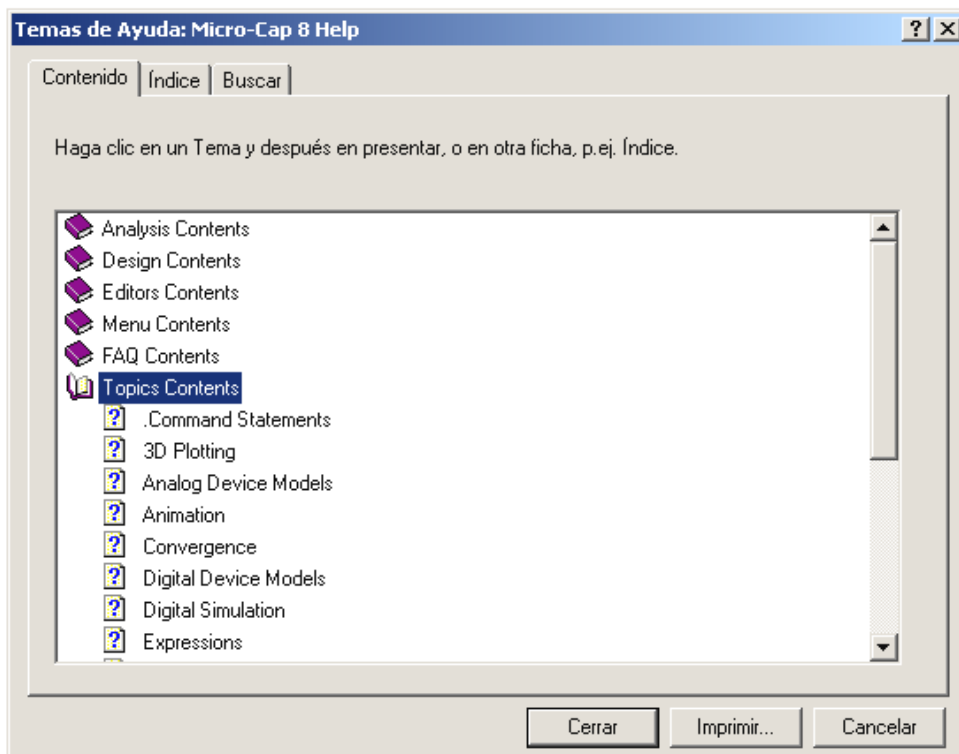 Temas de Ayuda: Micro-Cap 8 Help
Contenido Índice Buscar
Haga clic en un Tema y después en presentar, o en otra ficha, p.ej. Índice.
Analysis Contents
Design Contents
Editors Contents
Menu Contents
FAQ Contents
Topics Contents
.Command Statements
3D Plotting
Analog Device Models
Animation
Convergence
Digital Device Models
Digital Simulation
Expressions
Cerrar Imprimir... Cancelar